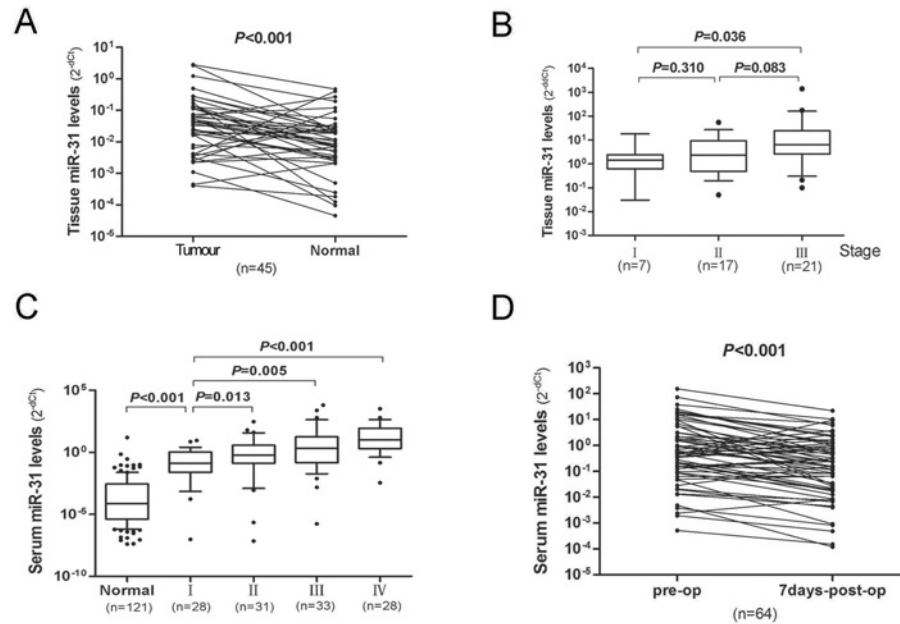 A
P<0.001
Tissue miR-31 levels (2^-dCt)
10^1
10^0
10^-1
10^-2
10^-3
10^-4
10^-5
Tumour Normal
(n=45)
B
P=0.036
P=0.310 P=0.083
Tissue miR-31 levels (2^-ddCt)
10^4
10^3
10^2
10^1
10^0
10^-1
10^-2
10^-3
I II III Stage
(n=7) (n=17) (n=21)
C
P<0.001
P=0.005
P<0.001 P=0.013
Serum miR-31 levels (2^-dCt)
10^5
10^0
10^-5
10^-10
Normal I II III IV
(n=121) (n=28) (n=31) (n=33) (n=28)
D
P<0.001
Serum miR-31 levels (2^-dCt)
10^3
10^2
10^1
10^0
10^-1
10^-2
10^-3
10^-4
10^-5
pre-op 7days-post-op
(n=64)